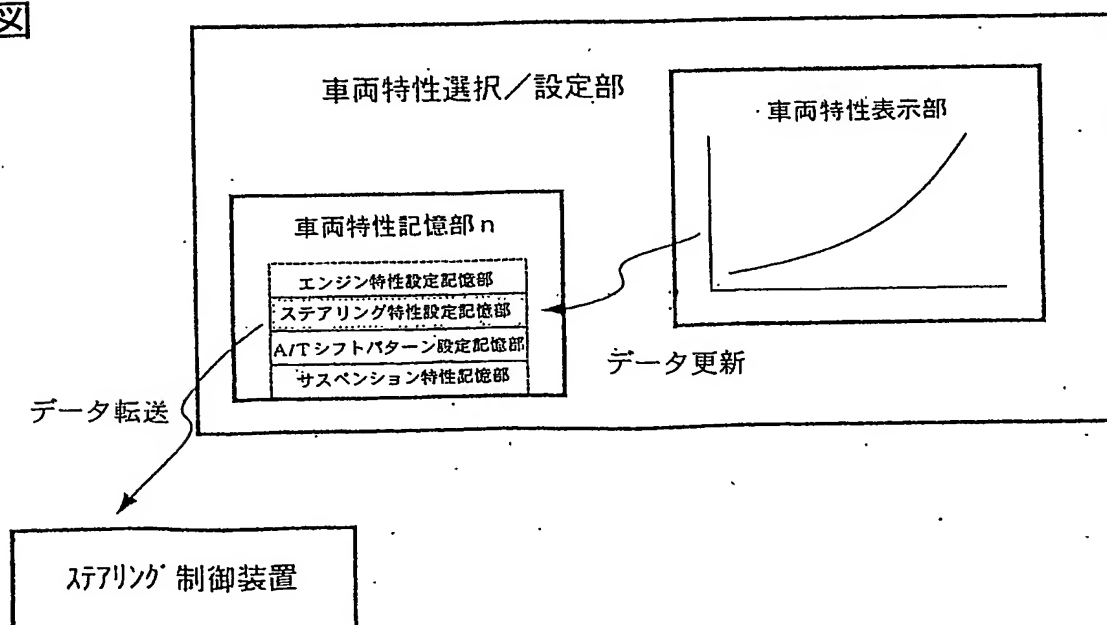 図
車両特性選択／設定部
車両特性表示部
車両特性記憶部n
エンジン特性設定記憶部
ステアリング特性設定記憶部
A/Tシフトパターン設定記憶部
サスペンション特性記憶部
データ更新
データ転送
ｽﾃｱﾘﾝｸﾞ制御装置